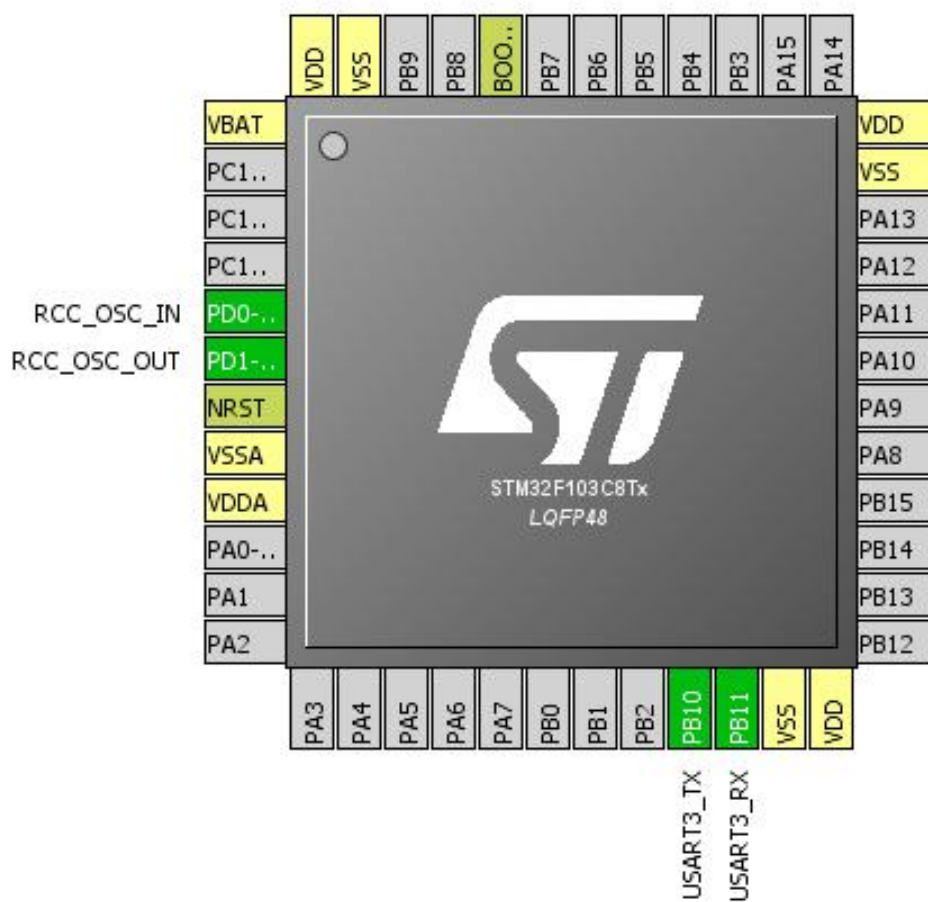 VDD
VSS
PB9
PB8
BOO..
PB7
PB6
PB5
PB4
PB3
PA15
PA14
VBAT
PC1..
PC1..
PC1..
RCC_OSC_IN PD0-..
RCC_OSC_OUT PD1-..
NRST
VSSA
VDDA
PA0-..
PA1
PA2
ST
STM32F103C8Tx
LQFP48
VDD
VSS
PA13
PA12
PA11
PA10
PA9
PA8
PB15
PB14
PB13
PB12
PA3
PA4
PA5
PA6
PA7
PB0
PB1
PB2
PB10
PB11
VSS
VDD
USART3_TX
USART3_RX